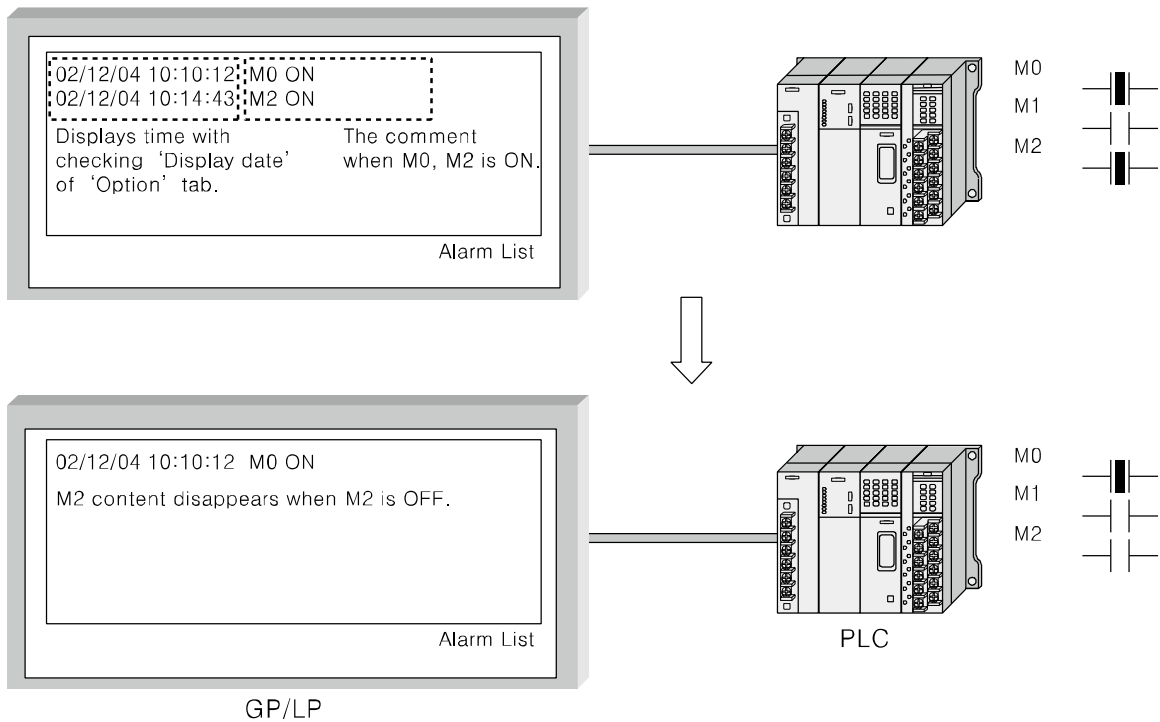 02/12/04 10:10:12 M0 ON
02/12/04 10:14:43 M2 ON
Displays time with
checking ‘Display date’
of ‘Option’ tab.
The comment
when M0, M2 is ON.
Alarm List
M0
M1
M2
02/12/04 10:10:12 M0 ON
M2 content disappears when M2 is OFF.
Alarm List
GP/LP
PLC
M0
M1
M2